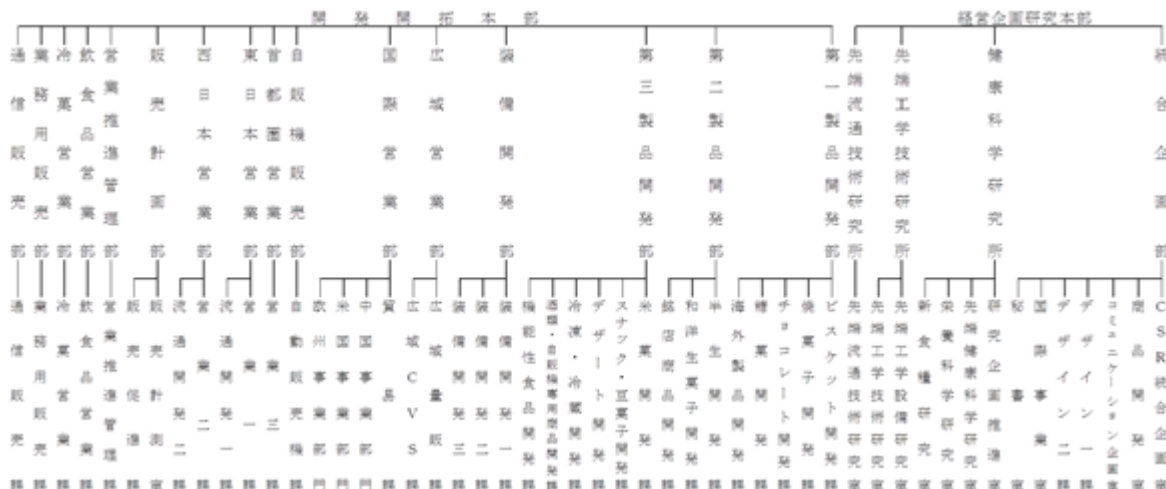 経営企画研究本部
統合企画部
CSR統合企画室
商品開発室
コミュニケーション企画室
デザイン一室
デザイン二室
国際事業室
秘書室
健康科学研究所
研究企画推進室
先端健康科学研究室
栄養科学研究室
新食糧研究室
先端工学技術研究所
先端工学設備研究室
先端工学技術研究室
先端流通技術研究所
先端流通技術研究室
開発開拓本部
第一製品開発部
ビスケット開発課
焼菓子開発課
チョコレート開発課
糖菓開発課
海外製品開発課
第二製品開発部
半生開発課
和洋生菓子開発課
銘店商品開発課
第三製品開発部
米菓開発課
スナック・豆菓子開発課
デザート開発課
冷凍・冷蔵開発課
酒類・自販機専用商品開発課
機能性食品開発課
装備開発部
装備開発一課
装備開発二課
装備開発三課
広域営業部
広域量販課
広域CVS課
国際営業部
貿易課
中国事業部門
米国事業部門
欧州事業部門
自販機販売部
自動販売機課
首都圏営業部
営業三課
東日本営業部
営業一課
流通開発一課
西日本営業部
営業二課
流通開発二課
販売計画部
販売計測室
販売促進課
営業推進管理部
営業推進管理課
飲食品営業部
飲食品営業課
冷菓営業部
冷菓営業課
業務用販売部
業務用販売課
通信販売部
通信販売課